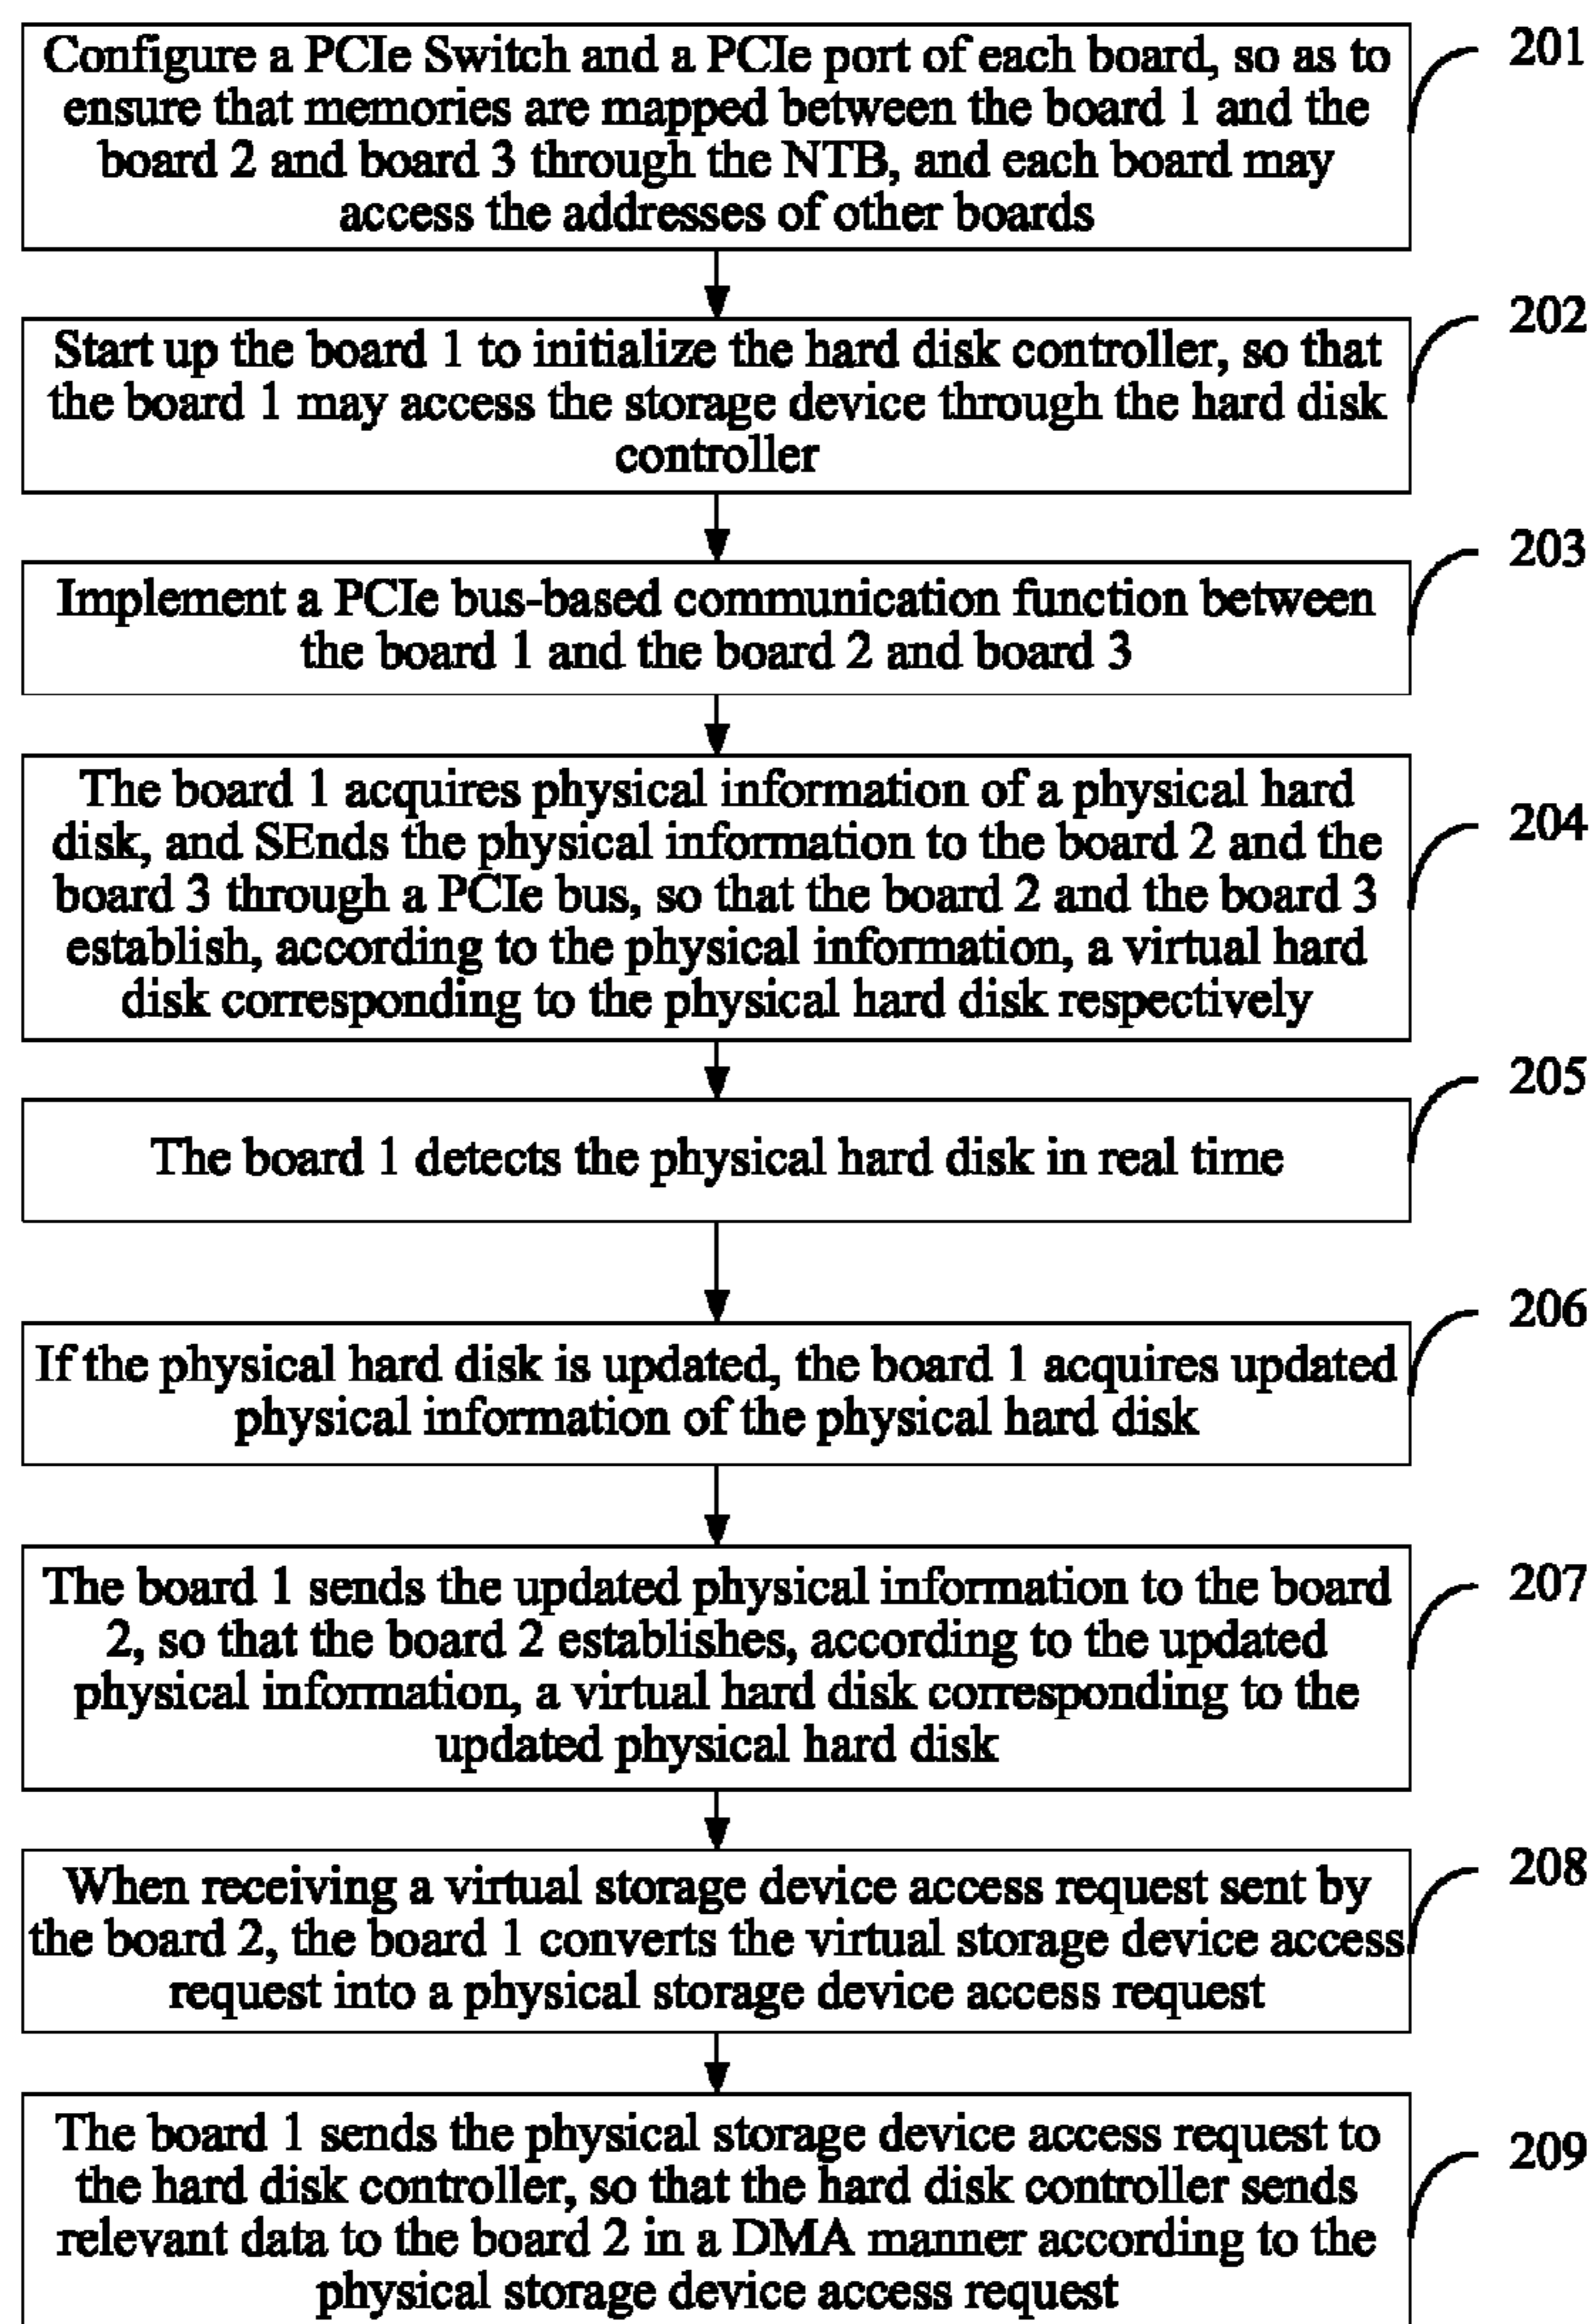 Configure a PCIe Switch and a PCIe port of each board, so as to
ensure that memories are mapped between the board 1 and the
board 2 and board 3 through the NTB, and each board may
access the addresses of other boards
201
Start up the board 1 to initialize the hard disk controller, so that
the board 1 may access the storage device through the hard disk
controller
202
Implement a PCIe bus-based communication function between
the board 1 and the board 2 and board 3
203
The board 1 acquires physical information of a physical hard
disk, and SEnds the physical information to the board 2 and the
board 3 through a PCIe bus, so that the board 2 and the board 3
establish, according to the physical information, a virtual hard
disk corresponding to the physical hard disk respectively
204
The board 1 detects the physical hard disk in real time
205
If the physical hard disk is updated, the board 1 acquires updated
physical information of the physical hard disk
206
The board 1 sends the updated physical information to the board
2, so that the board 2 establishes, according to the updated
physical information, a virtual hard disk corresponding to the
updated physical hard disk
207
When receiving a virtual storage device access request sent by
the board 2, the board 1 converts the virtual storage device access
request into a physical storage device access request
208
The board 1 sends the physical storage device access request to
the hard disk controller, so that the hard disk controller sends
relevant data to the board 2 in a DMA manner according to the
physical storage device access request
209